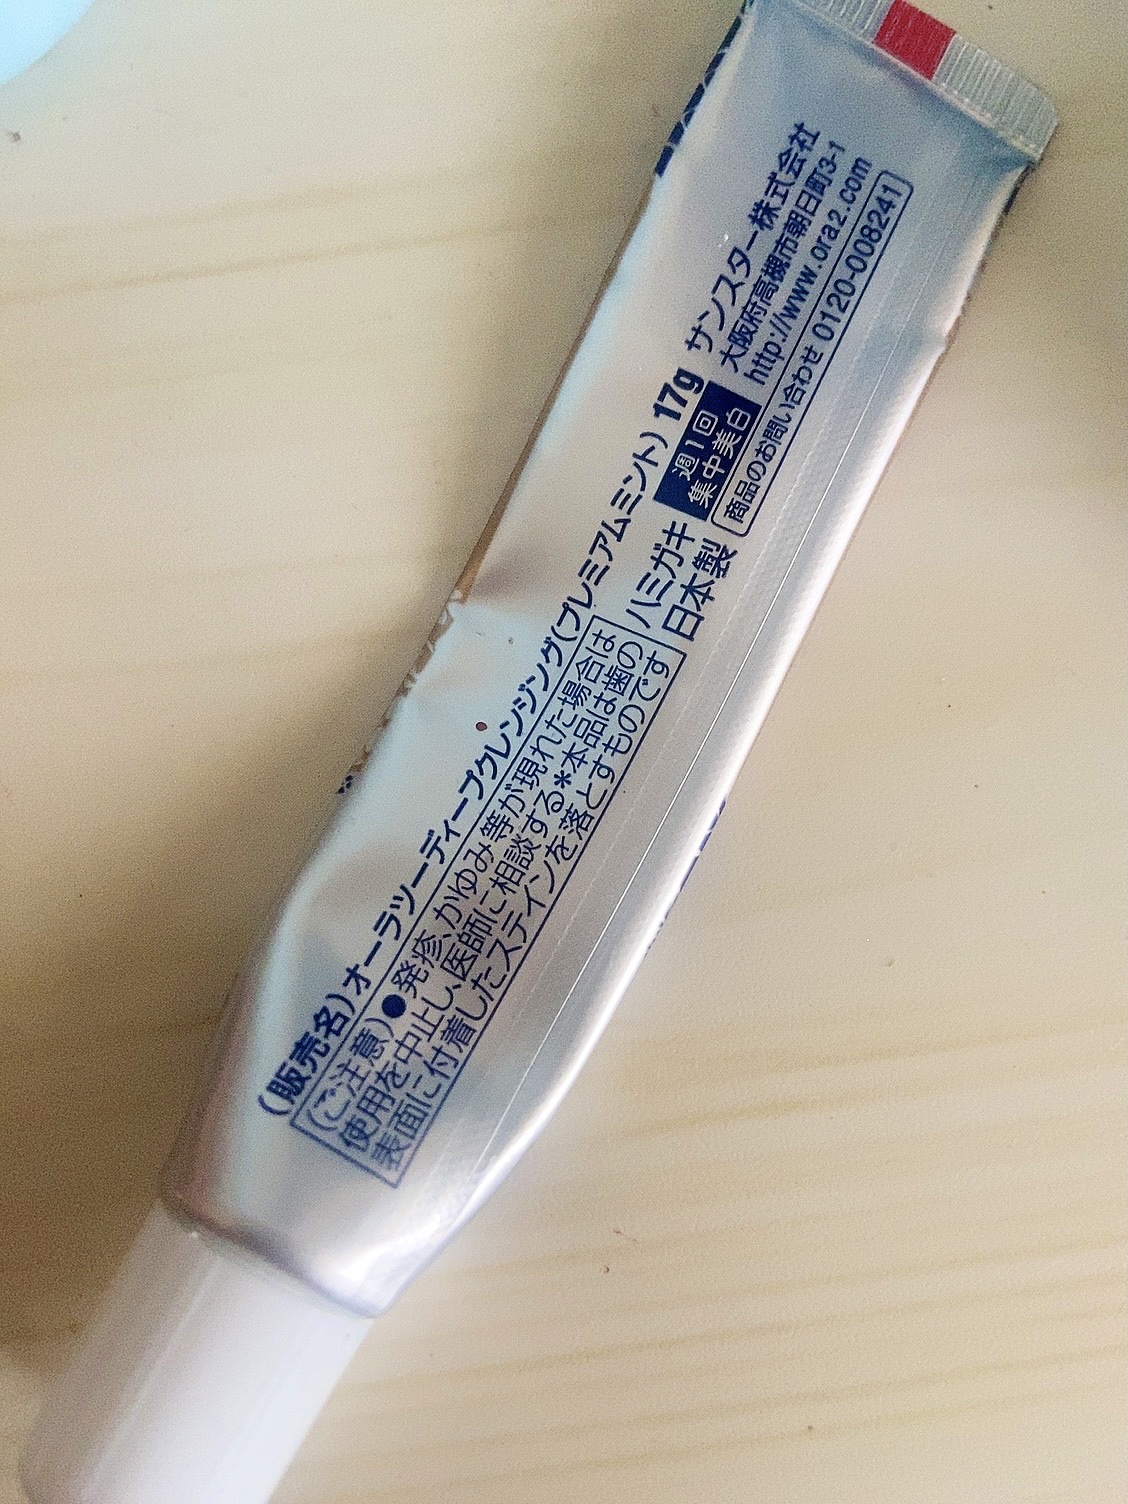 (販売名)オーラツーディープクレンジング(プレミアムミント) 17g
(ご注意)●発疹、かゆみ等が現れた場合は
使用を中止し、医師に相談する*本品は歯の
表面に付着したステインを落とすものです
ハミガキ
日本製
週1回
集中美白
サンスター株式会社
大阪府高槻市朝日町3-1
http://www.ora2.com
商品のお問い合わせ 0120-008241